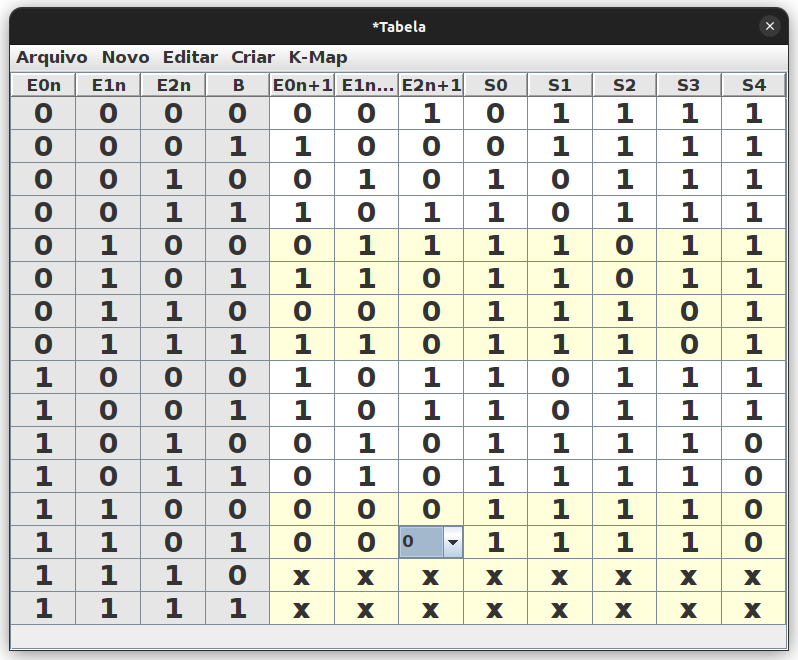 *Tabela
Arquivo Novo Editar Criar K-Map
E0n E1n E2n B E0n+1 E1n... E2n+1 S0 S1 S2 S3 S4
0 0 0 0 0 0 1 0 1 1 1 1
0 0 0 1 1 0 0 0 1 1 1 1
0 0 1 0 0 1 0 1 0 1 1 1
0 0 1 1 1 0 1 1 0 1 1 1
0 1 0 0 0 1 1 1 1 0 1 1
0 1 0 1 1 1 0 1 1 0 1 1
0 1 1 0 0 0 0 1 1 1 0 1
0 1 1 1 1 1 0 1 1 1 0 1
1 0 0 0 1 0 1 1 0 1 1 1
1 0 0 1 1 0 1 1 0 1 1 1
1 0 1 0 0 1 0 1 1 1 1 0
1 0 1 1 0 1 0 1 1 1 1 0
1 1 0 0 0 0 0 1 1 1 1 0
1 1 0 1 0 0 0 1 1 1 1 0
1 1 1 0 x x x x x x x x
1 1 1 1 x x x x x x x x